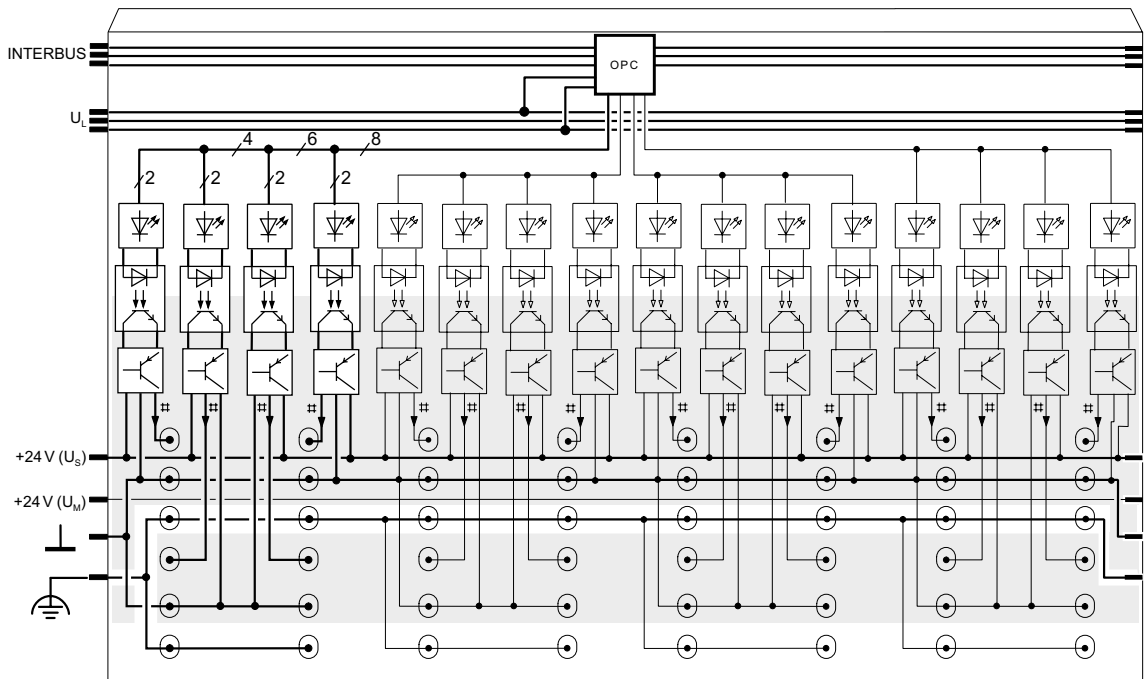 INTERBUS
OPC
U_L
4 6 8
2 2 2 2
# # # # # # # # # # # # # # # #
+24 V (U_S)
+24 V (U_M)